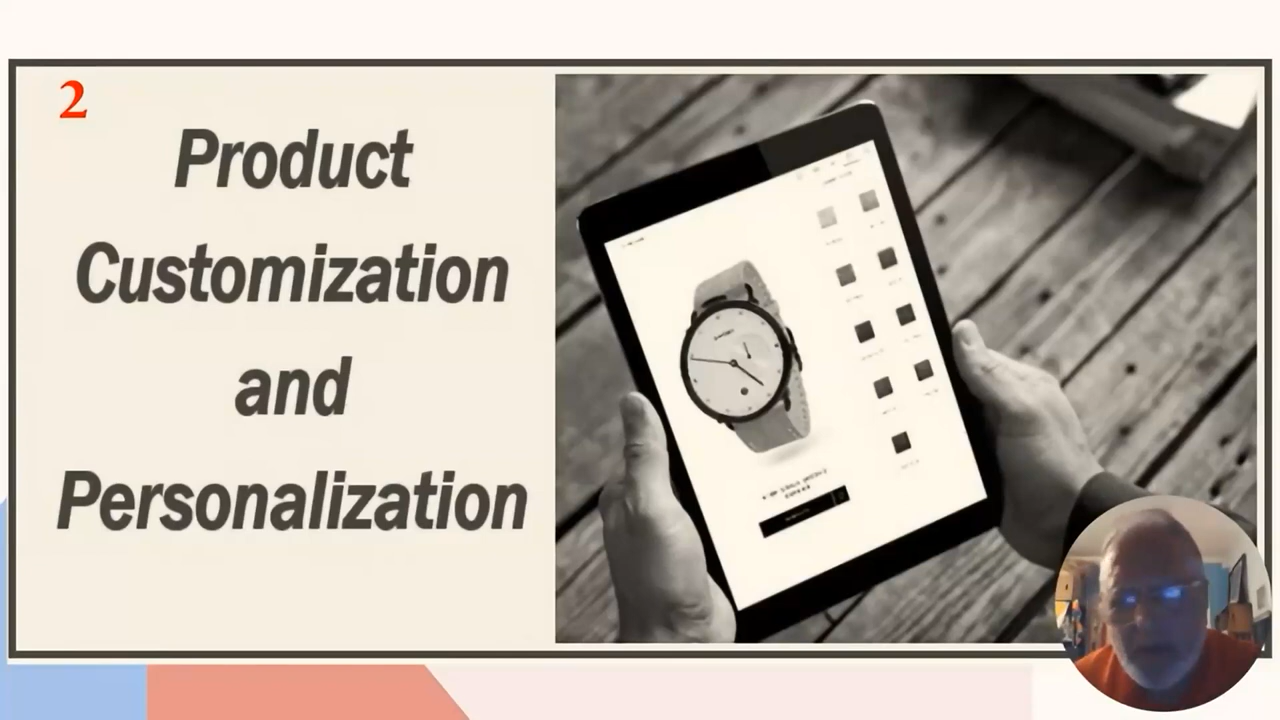 2
Product
Customization
and
Personalization